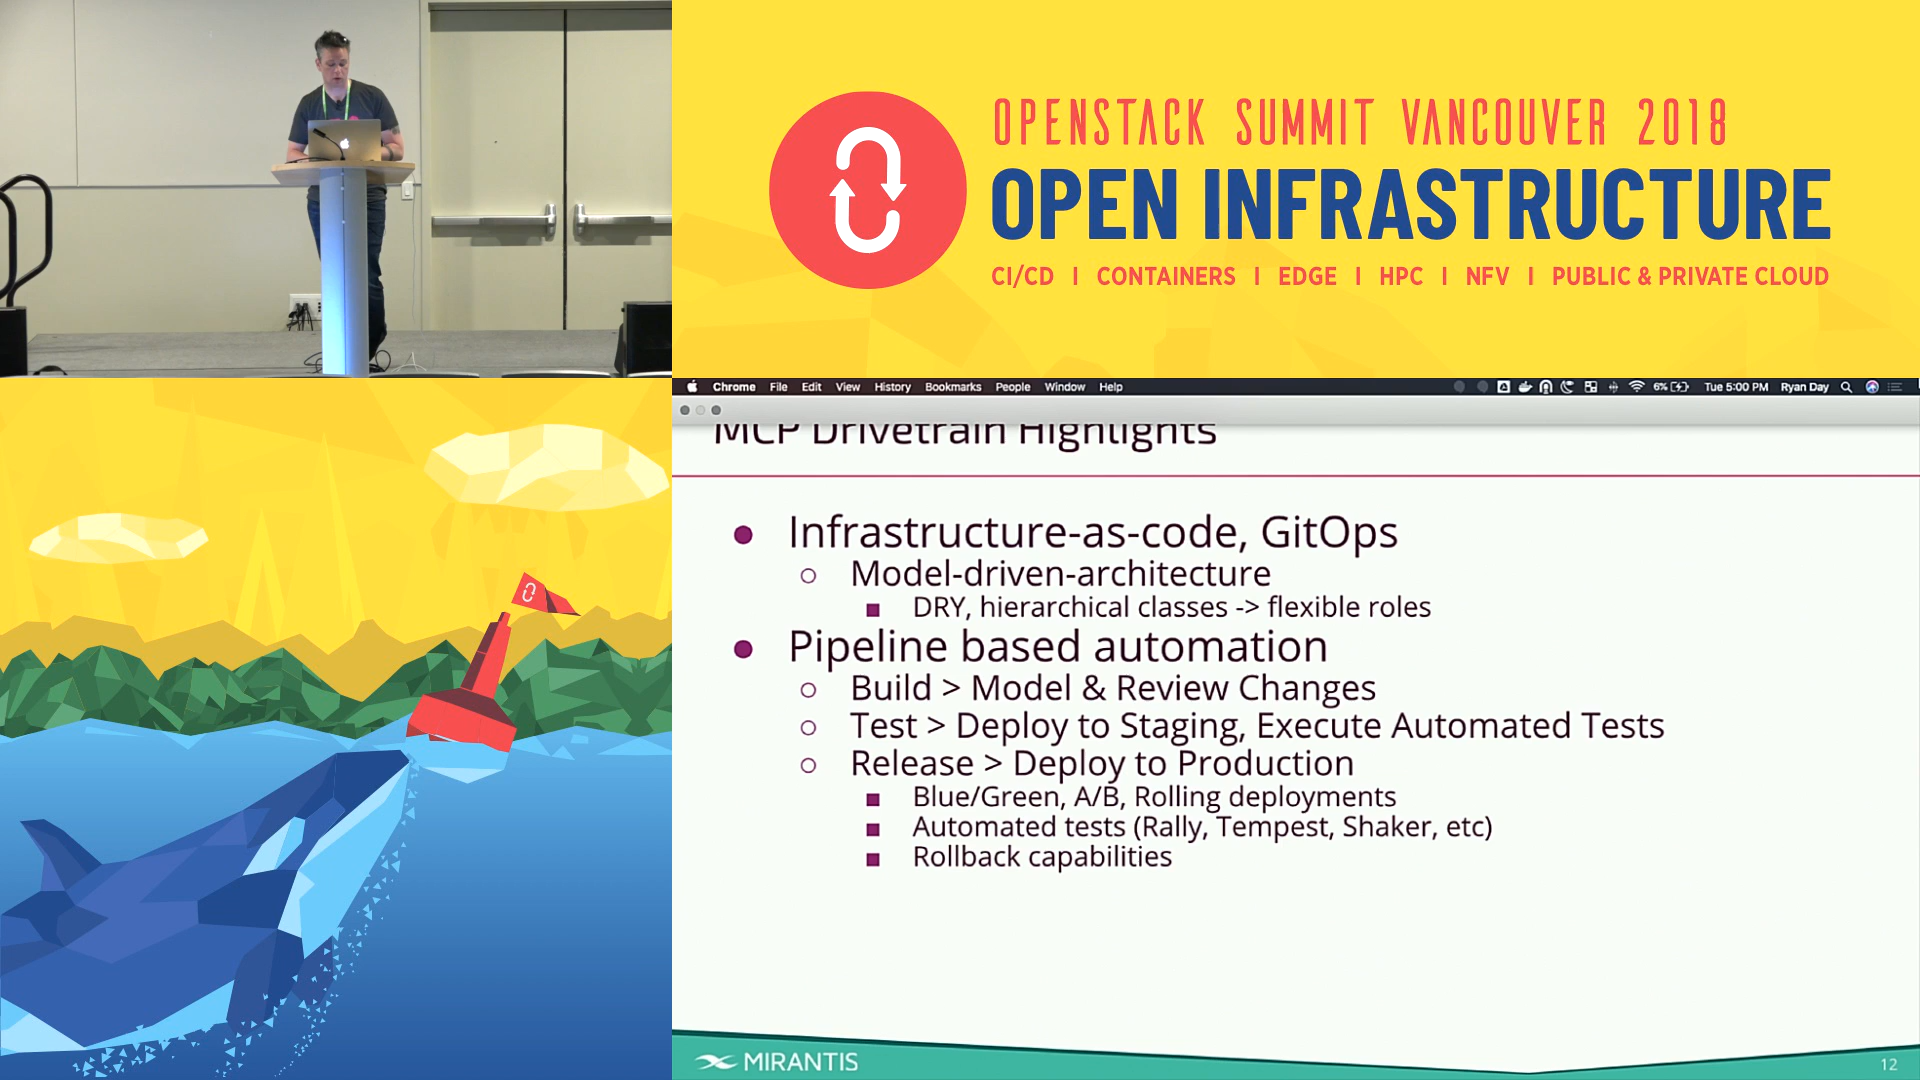 OPENSTACK SUMMIT VANCOUVER 2018
OPEN INFRASTRUCTURE
CI/CD | CONTAINERS | EDGE | HPC | NFV | PUBLIC & PRIVATE CLOUD
Chrome File Edit View History Bookmarks People Window Help 6% Tue 5:00 PM Ryan Day
MCP Drivetrain Highlights
Infrastructure-as-code, GitOps
Model-driven-architecture
DRY, hierarchical classes -> flexible roles
Pipeline based automation
Build > Model & Review Changes
Test > Deploy to Staging, Execute Automated Tests
Release > Deploy to Production
Blue/Green, A/B, Rolling deployments
Automated tests (Rally, Tempest, Shaker, etc)
Rollback capabilities
MIRANTIS
12